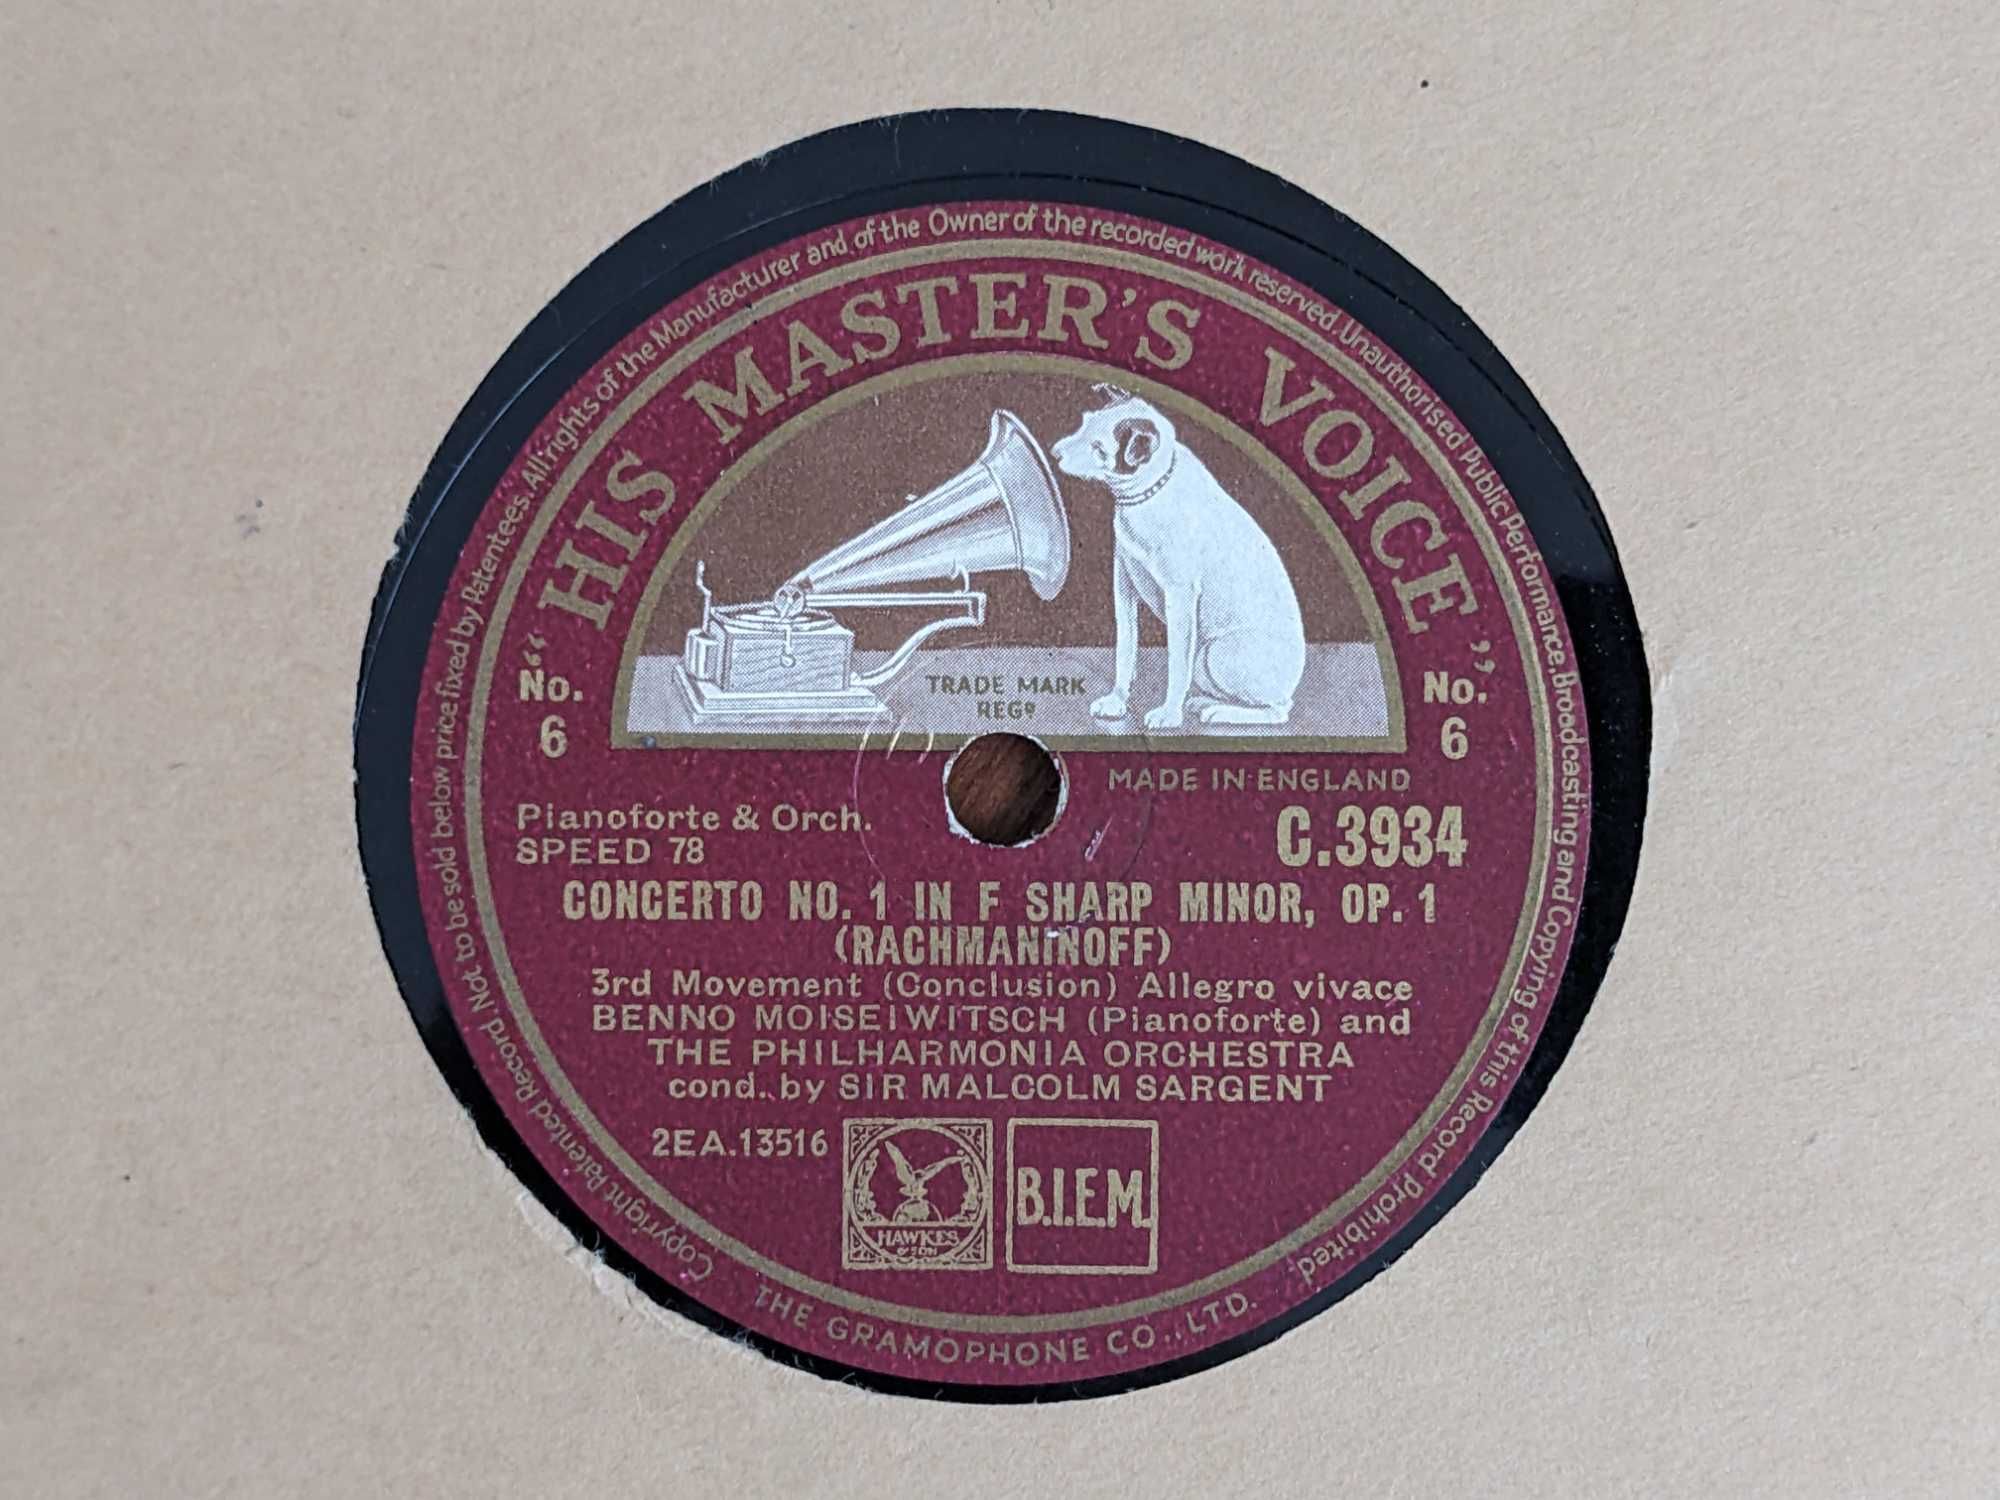 Copyright Patented Record. Not to be sold below price fixed by Patentees. All rights of the Manufacturer and of the Owner of the recorded work reserved. Unauthorised Public Performance, Broadcasting and Copying of this Record Prohibited.
“HIS MASTER'S VOICE”
TRADE MARK
REGD
No. No.
6 6
MADE IN ENGLAND
Pianoforte & Orch.
SPEED 78
C.3934
CONCERTO NO. 1 IN F SHARP MINOR, OP. 1
(RACHMANINOFF)
3rd Movement (Conclusion) Allegro vivace
BENNO MOISEIWITSCH (Pianoforte) and
THE PHILHARMONIA ORCHESTRA
cond. by SIR MALCOLM SARGENT
2EA.13516
HAWKES
& SON
B.I.E.M.
THE GRAMOPHONE CO., LTD.